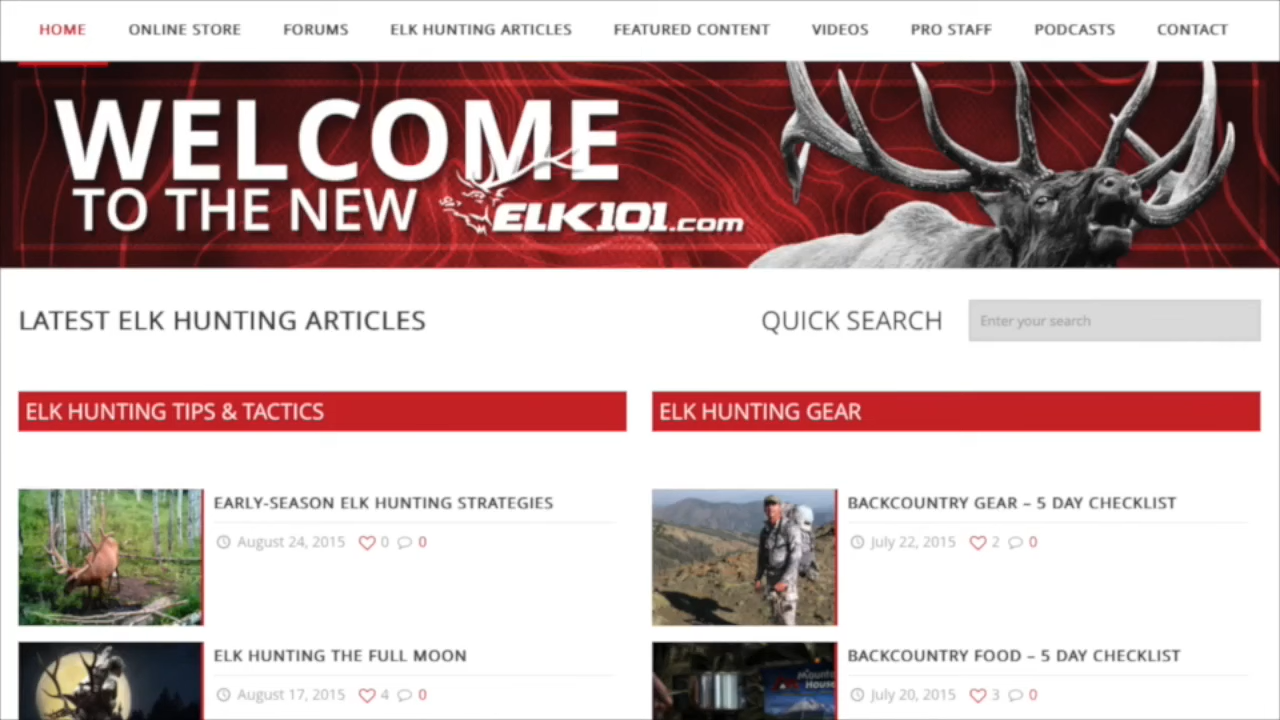 HOME ONLINE STORE FORUMS ELK HUNTING ARTICLES FEATURED CONTENT VIDEOS PRO STAFF PODCASTS CONTACT
WELCOME
TO THE NEW ELK101.com
LATEST ELK HUNTING ARTICLES
QUICK SEARCH Enter your search
ELK HUNTING TIPS & TACTICS
EARLY-SEASON ELK HUNTING STRATEGIES
August 24, 2015 0 0
ELK HUNTING THE FULL MOON
August 17, 2015 4 0
ELK HUNTING GEAR
BACKCOUNTRY GEAR – 5 DAY CHECKLIST
July 22, 2015 2 0
BACKCOUNTRY FOOD – 5 DAY CHECKLIST
July 20, 2015 3 0
Mountain
House